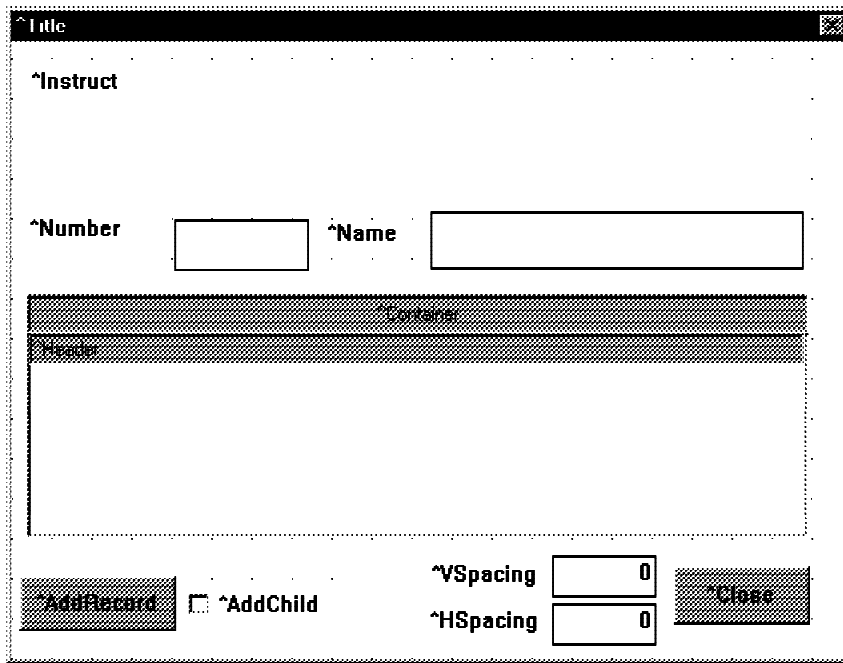 ^Title
^Instruct
^Number ^Name
^Container
^Header
^VSpacing 0
^AddRecord ^AddChild ^Close
^HSpacing 0